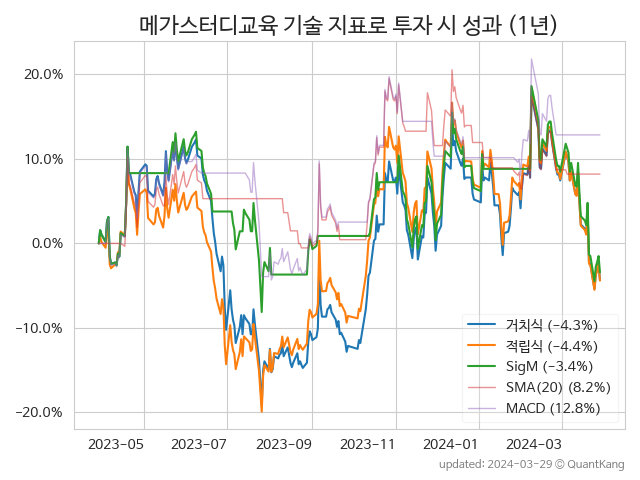 메가스터디교육 기술 지표로 투자 시 성과 (1년)
20.0%
10.0%
0.0%
−10.0%
−20.0%
거치식 (−4.3%)
적립식 (−4.4%)
SigM (−3.4%)
SMA(20) (8.2%)
MACD (12.8%)
2023-05 2023-07 2023-09 2023-11 2024-01 2024-03
updated: 2024-03-29 © QuantKang